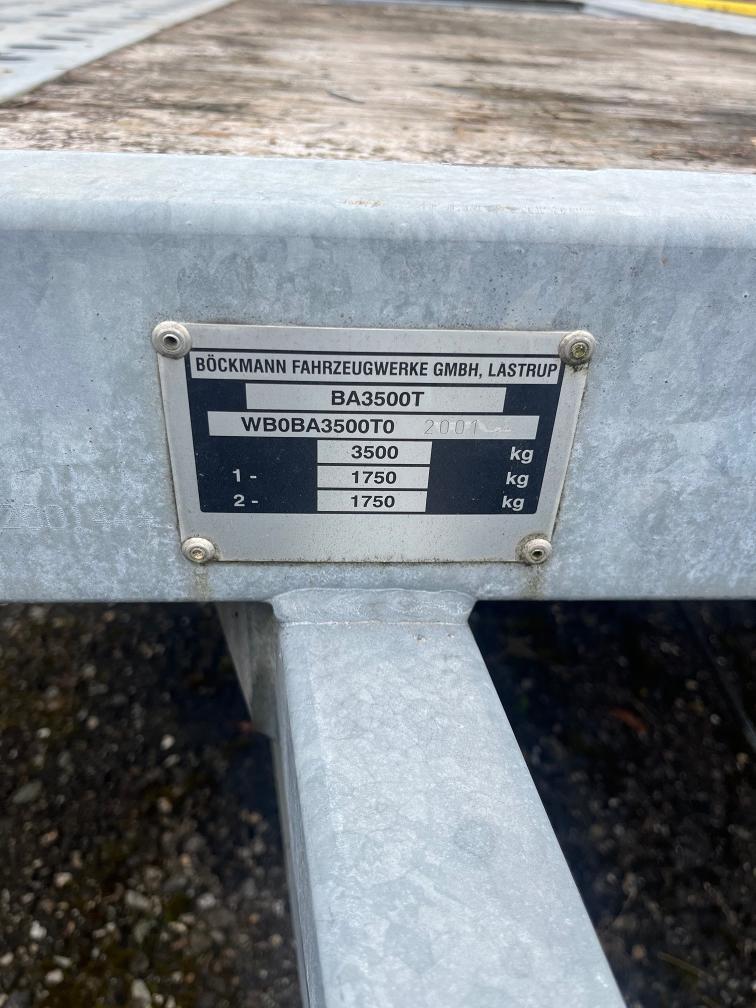 BÖCKMANN FAHRZEUGWERKE GMBH, LASTRUP
BA3500T
WB0BA3500T0
3500 kg
1 - 1750 kg
2 - 1750 kg